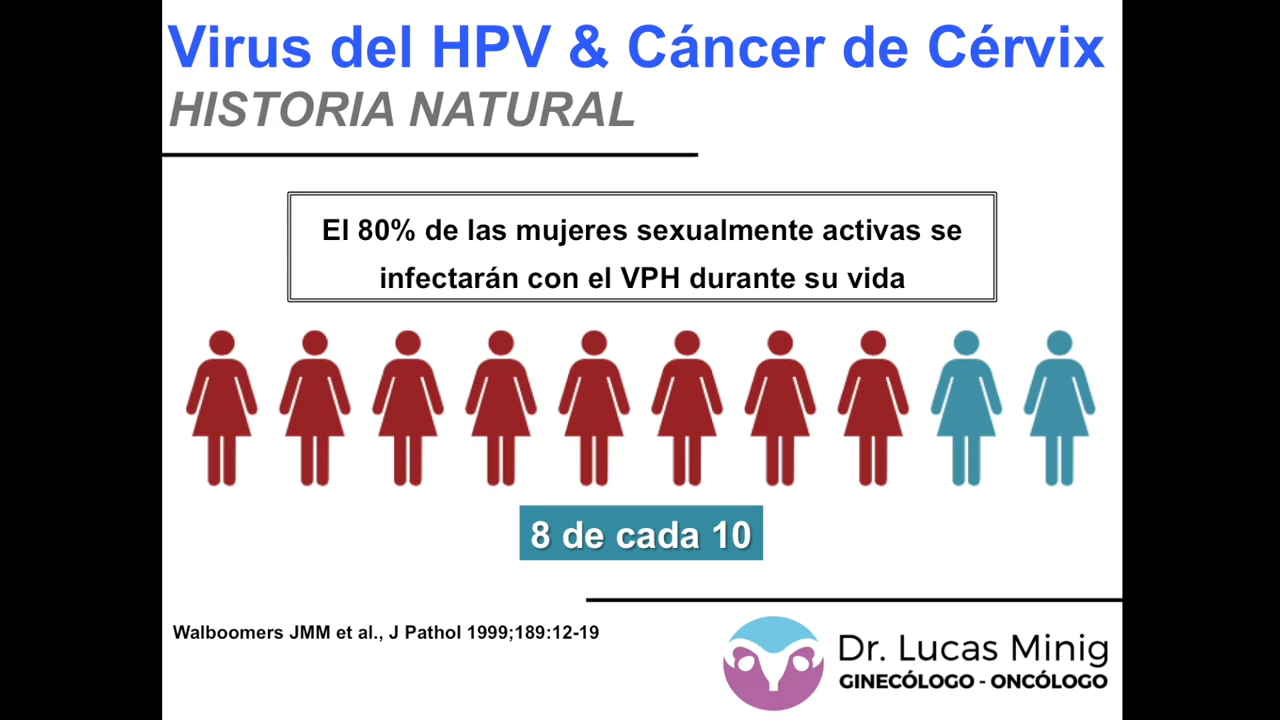 Virus del HPV & Cáncer de Cérvix
HISTORIA NATURAL
El 80% de las mujeres sexualmente activas se
infectarán con el VPH durante su vida
8 de cada 10
Walboomers JMM et al., J Pathol 1999;189:12-19
Dr. Lucas Minig
GINECÓLOGO - ONCÓLOGO